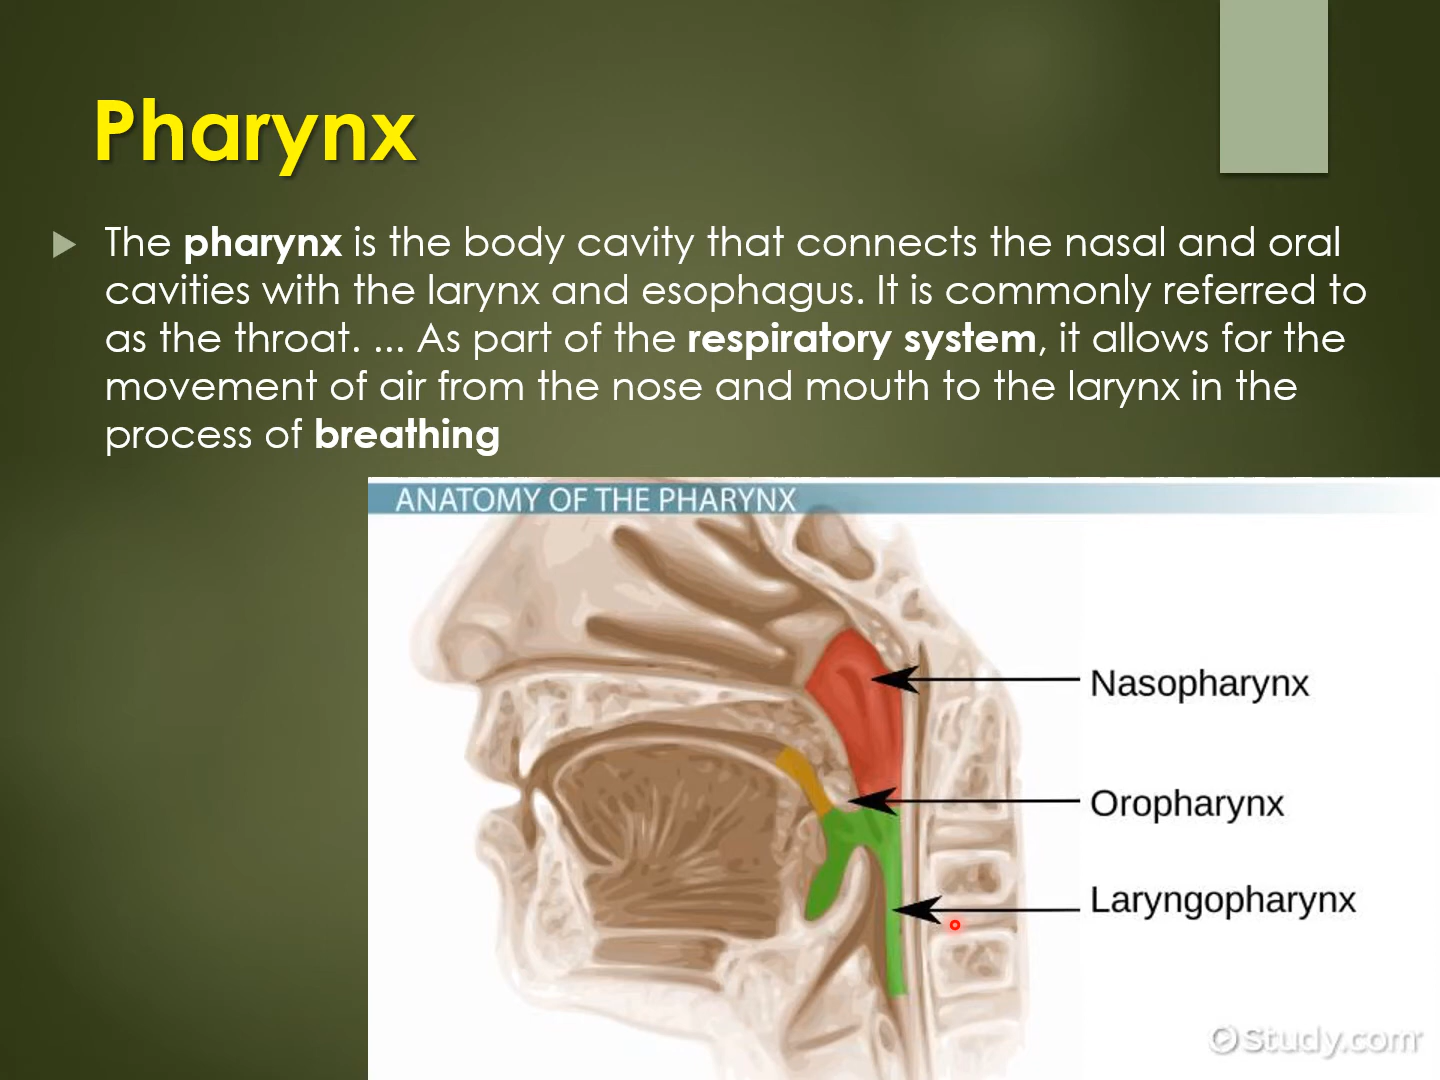 Pharynx
The pharynx is the body cavity that connects the nasal and oral
cavities with the larynx and esophagus. It is commonly referred to
as the throat. ... As part of the respiratory system, it allows for the
movement of air from the nose and mouth to the larynx in the
process of breathing
ANATOMY OF THE PHARYNX
Nasopharynx
Oropharynx
Laryngopharynx
Study.com